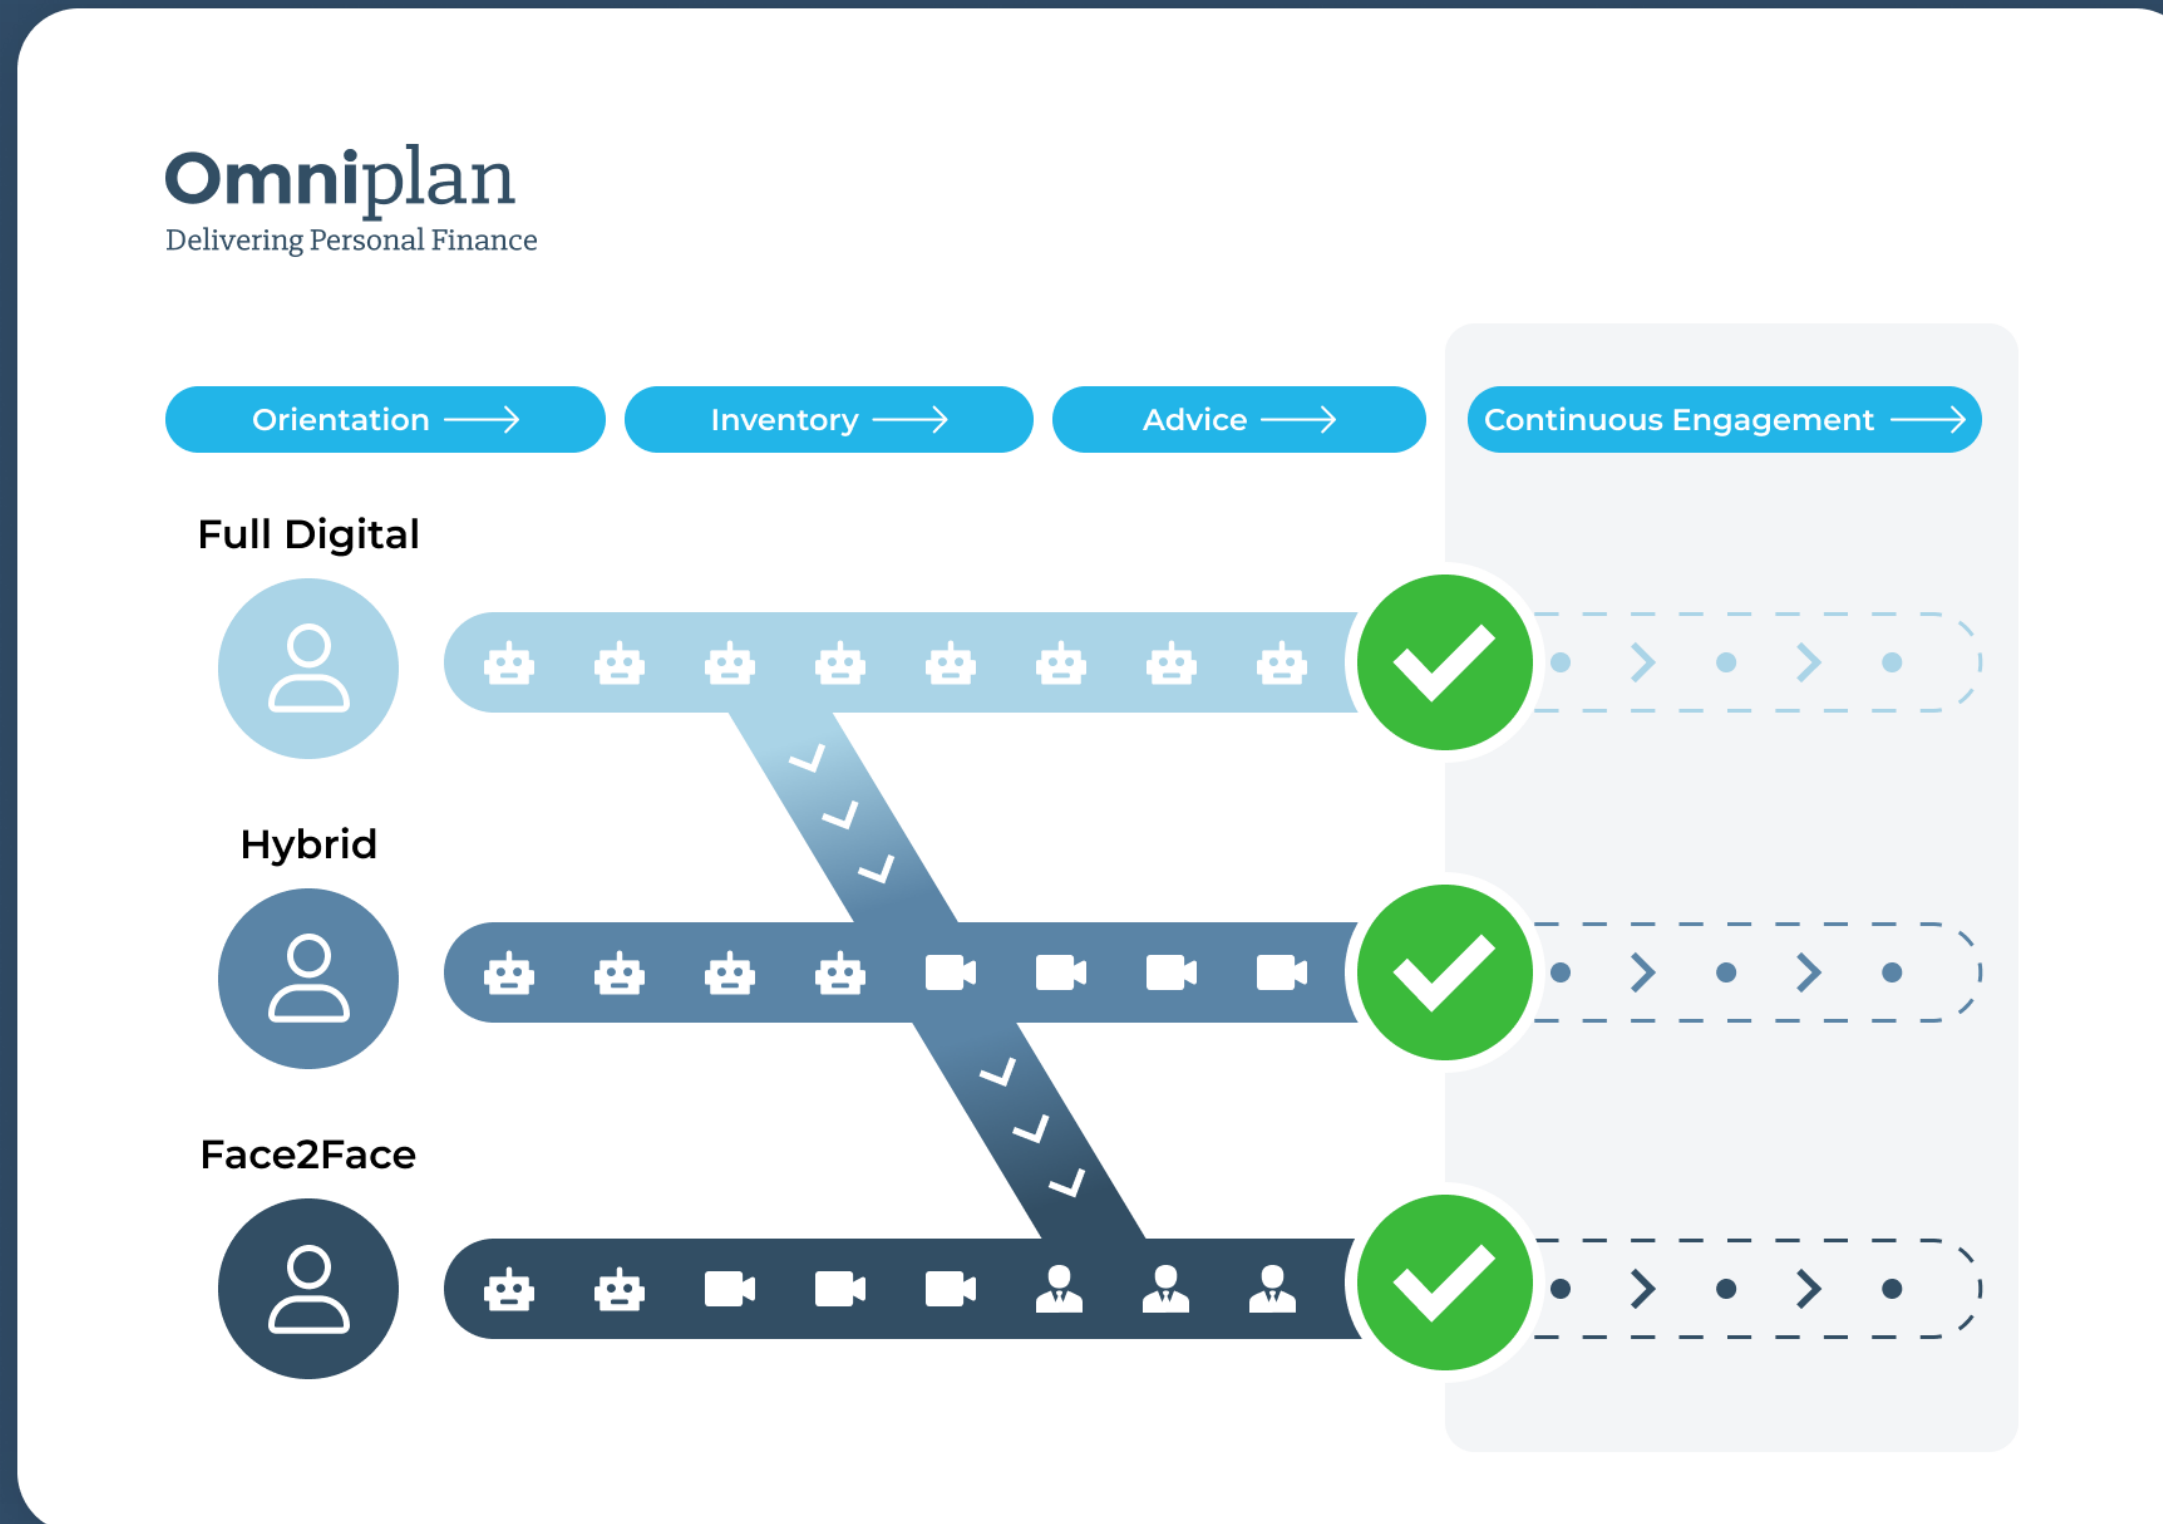 Omniplan
Delivering Personal Finance
Orientation
Inventory
Advice
Continuous Engagement
Full Digital
Hybrid
Face2Face